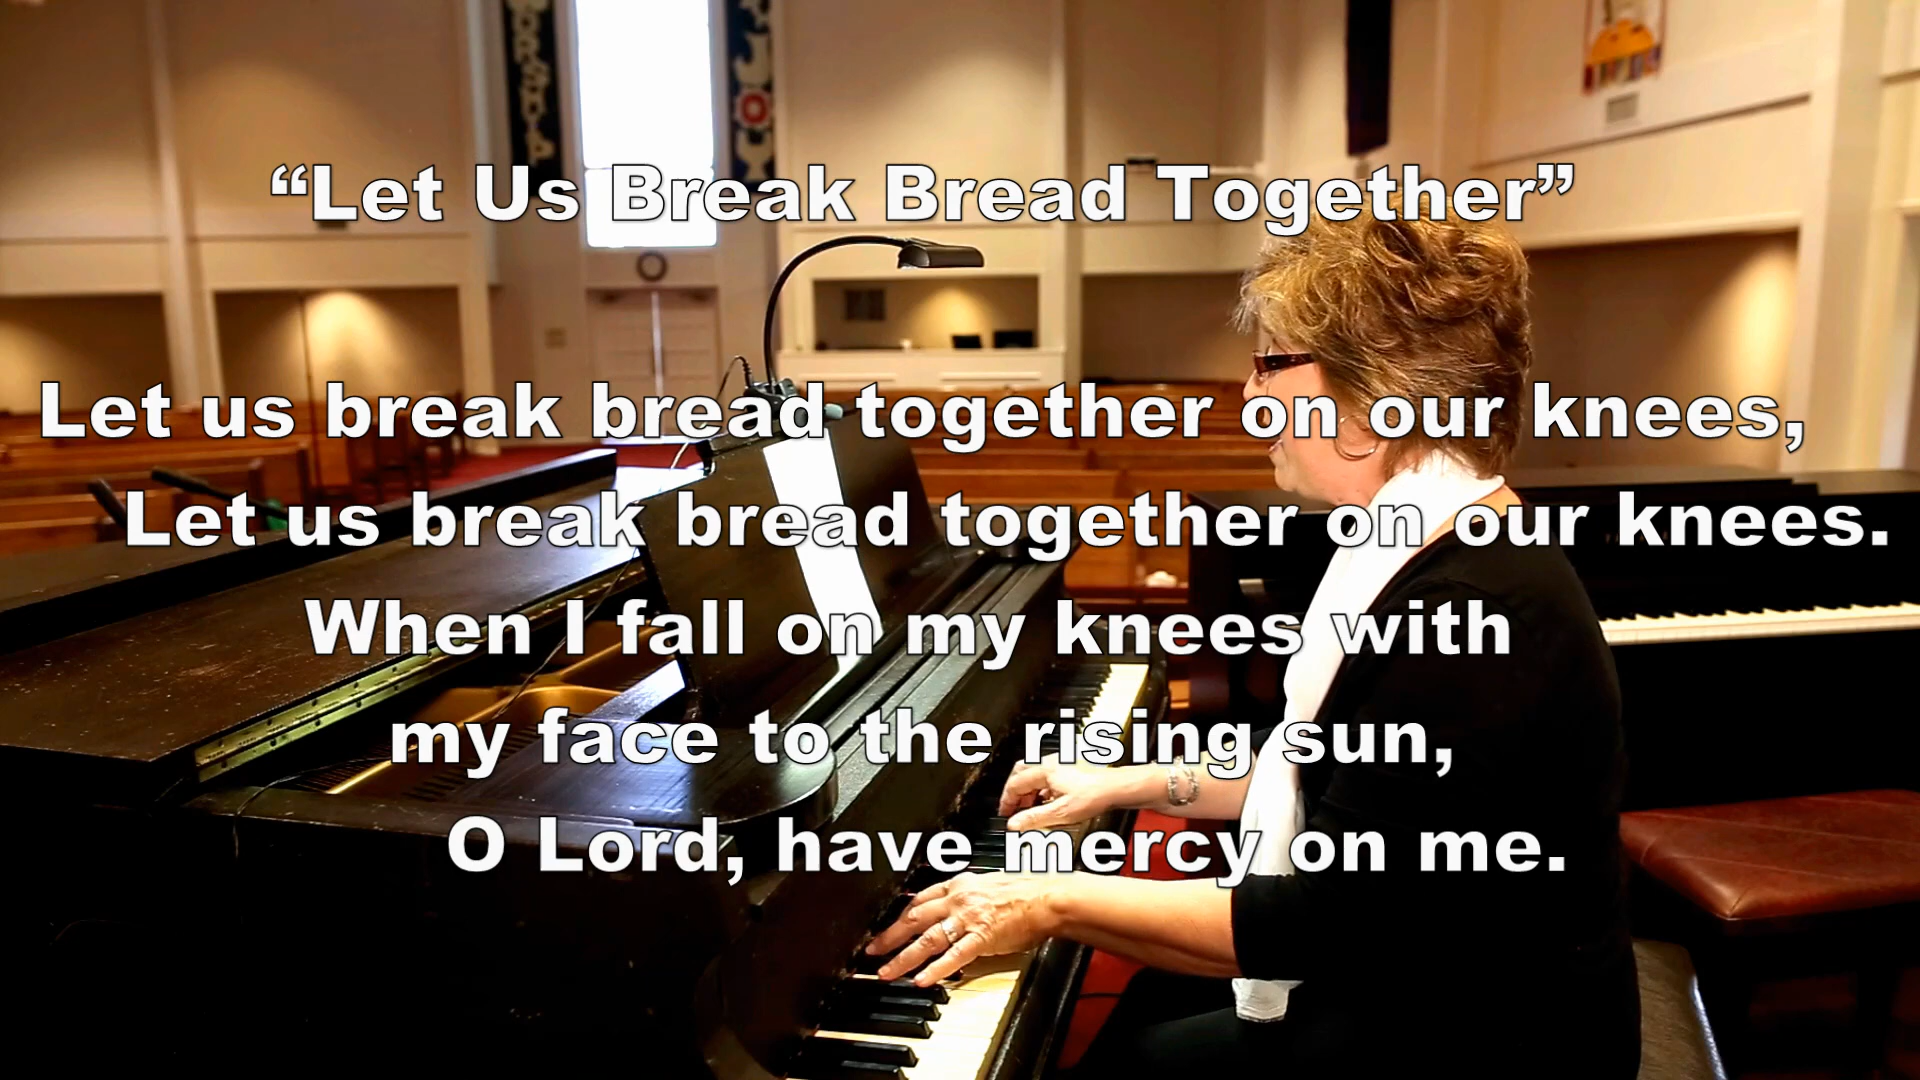 “Let Us Break Bread Together”
Let us break bread together on our knees,
Let us break bread together on our knees.
When I fall on my knees with
my face to the rising sun,
O Lord, have mercy on me.